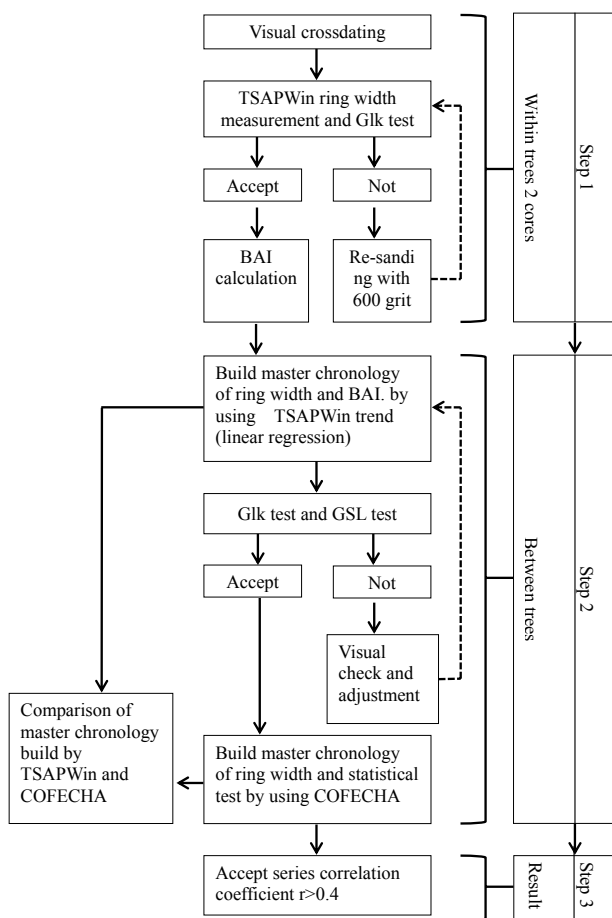 Visual crossdating
TSAPWin ring width
measurement and Glk test
Accept
Not
BAI
calculation
Re-sandi
ng with
600 grit
Within trees 2 cores
Step 1
Build master chronology
of ring width and BAI. by
using TSAPWin trend
(linear regression)
Glk test and GSL test
Accept
Not
Visual
check and
adjustment
Comparison of
master chronology
build by
TSAPWin and
COFECHA
Build master chronology
of ring width and statistical
test by using COFECHA
Between trees
Step 2
Accept series correlation
coefficient r>0.4
Result
Step 3